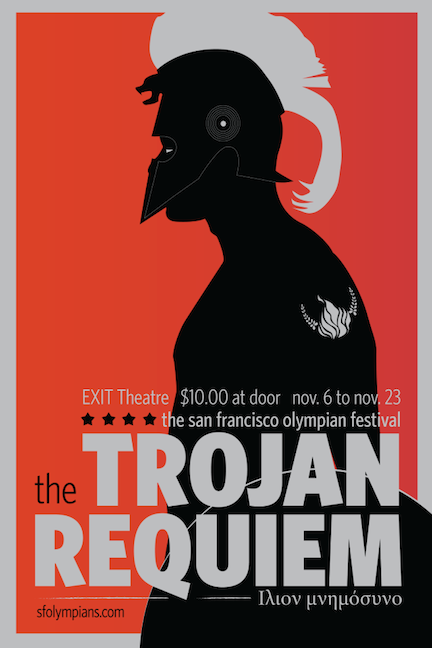 EXIT Theatre $10.00 at door nov. 6 to nov. 23
the san francisco olympian festival
the TROJAN
REQUIEM
Ιλιον μνημόσυνο
sfolympians.com